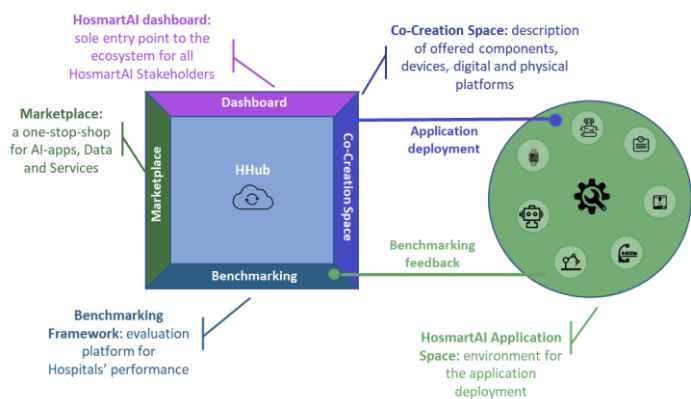 HosmartAI dashboard:
sole entry point to the
ecosystem for all
HosmartAI Stakeholders
Co-Creation Space: description
of offered components,
devices, digital and physical
platforms
Marketplace:
a one-stop-shop
for AI-apps, Data
and Services
Dashboard
Marketplace
HHub
Co-Creation Space
Benchmarking
Application
deployment
Benchmarking
feedback
Benchmarking
Framework: evaluation
platform for
Hospitals' performance
HosmartAI Application
Space: environment for
the application
deployment